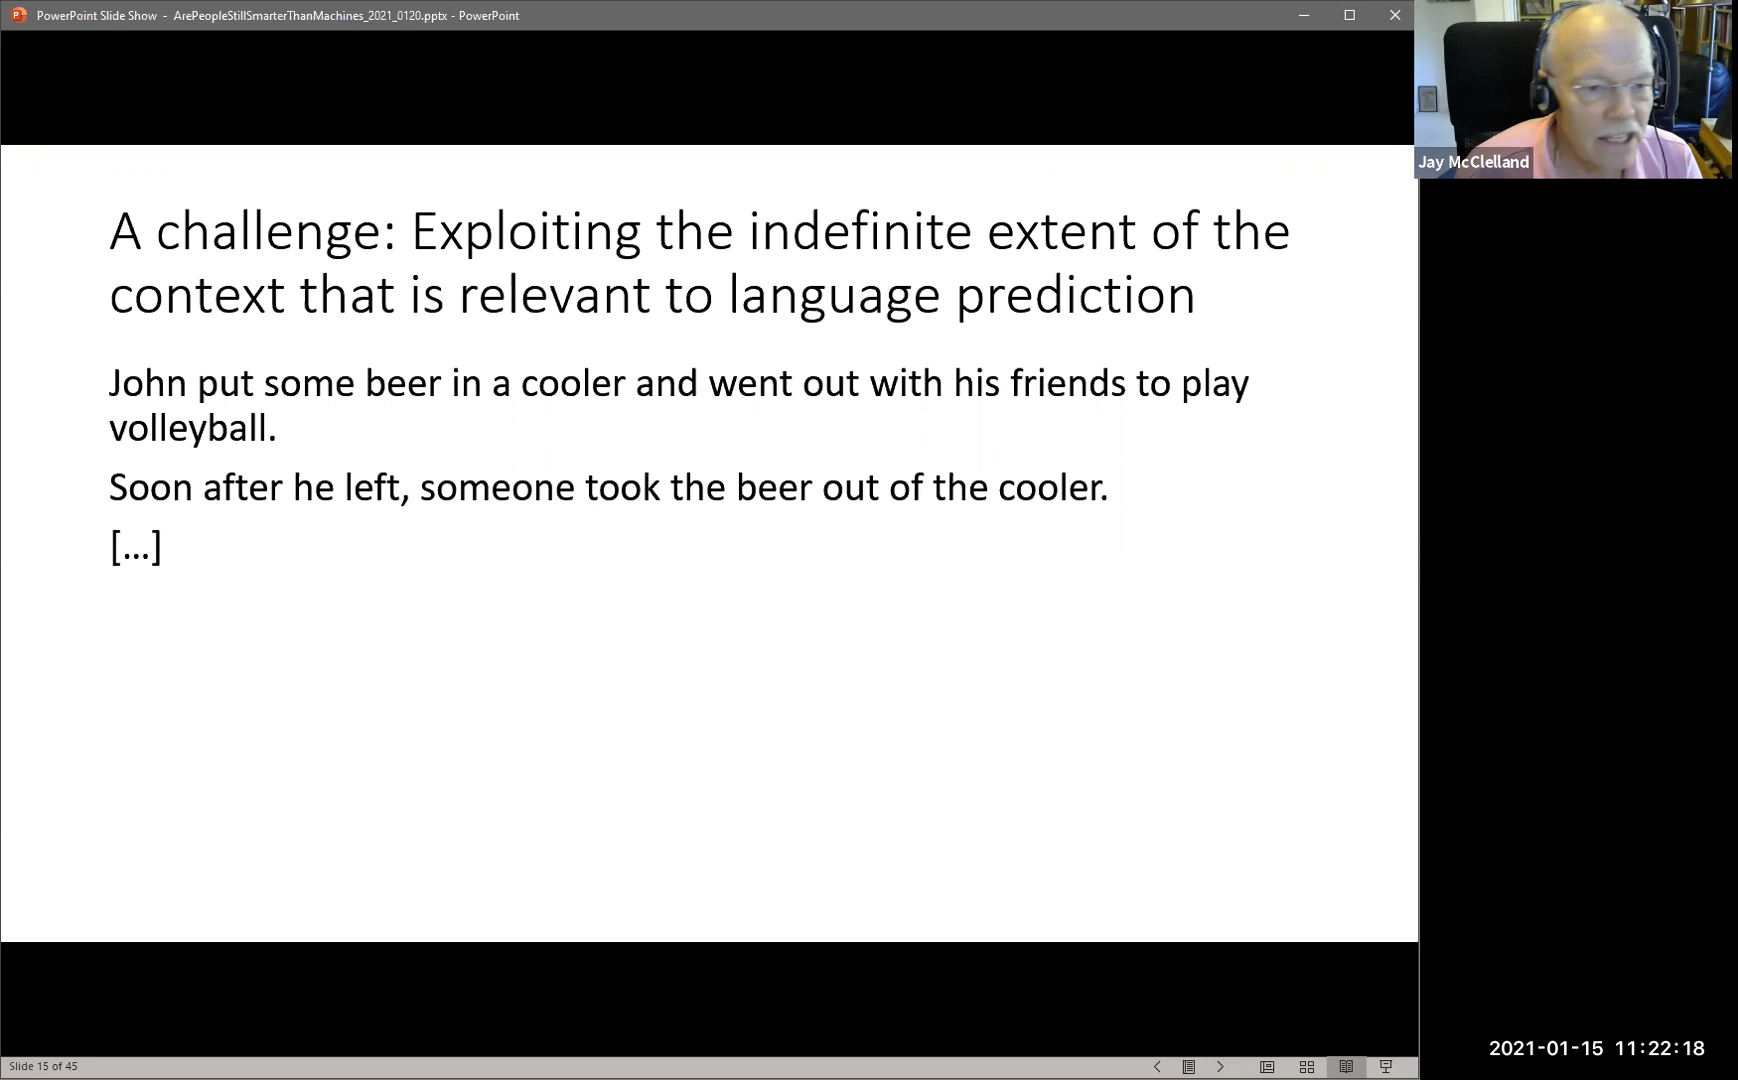 PowerPoint Slide Show - ArePeopleStillSmarterThanMachines_2021_0120.pptx - PowerPoint
Jay McClelland
A challenge: Exploiting the indefinite extent of the
context that is relevant to language prediction
John put some beer in a cooler and went out with his friends to play
volleyball.
Soon after he left, someone took the beer out of the cooler.
[…]
2021-01-15 11:22:18
Slide 15 of 45